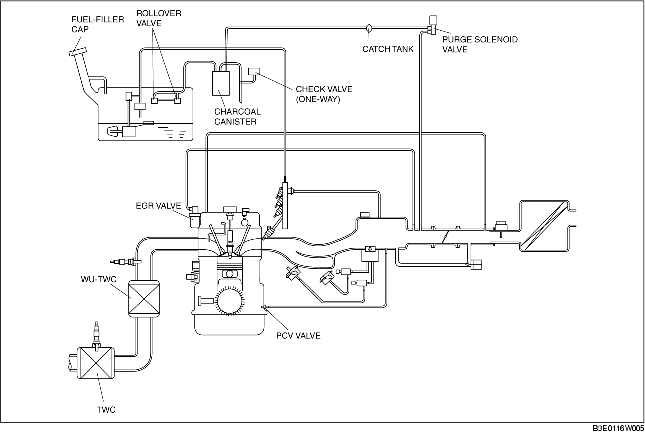 ROLLOVER
VALVE
FUEL-FILLER
CAP
PURGE SOLENOID
VALVE
CATCH TANK
CHECK VALVE
(ONE-WAY)
CHARCOAL
CANISTER
EGR VALVE
WU-TWC
PCV VALVE
TWC
B3E0116W005